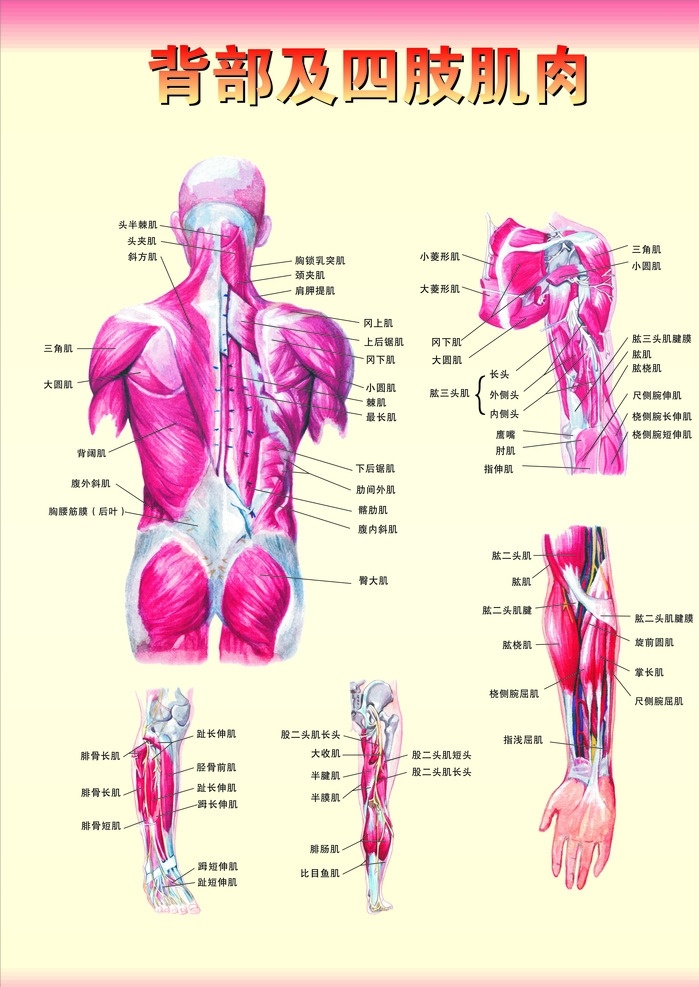 背部及四肢肌肉
头半棘肌
头夹肌
斜方肌
三角肌
大圆肌
背阔肌
腹外斜肌
胸腰筋膜（后叶）
胸锁乳突肌
颈夹肌
肩胛提肌
冈上肌
上后锯肌
冈下肌
小圆肌
棘肌
最长肌
下后锯肌
肋间外肌
髂肋肌
腹内斜肌
臀大肌
小菱形肌
大菱形肌
冈下肌
大圆肌
肱三头肌
长头
外侧头
内侧头
鹰嘴
肘肌
指伸肌
三角肌
小圆肌
肱三头肌腱膜
肱肌
肱桡肌
尺侧腕伸肌
桡侧腕长伸肌
桡侧腕短伸肌
肱二头肌
肱肌
肱二头肌腱
肱桡肌
桡侧腕屈肌
指浅屈肌
肱二头肌腱膜
旋前圆肌
掌长肌
尺侧腕屈肌
腓骨长肌
腓骨长肌
腓骨短肌
趾长伸肌
胫骨前肌
趾长伸肌
踇长伸肌
踇短伸肌
趾短伸肌
股二头肌长头
大收肌
半腱肌
半膜肌
腓肠肌
比目鱼肌
股二头肌短头
股二头肌长头